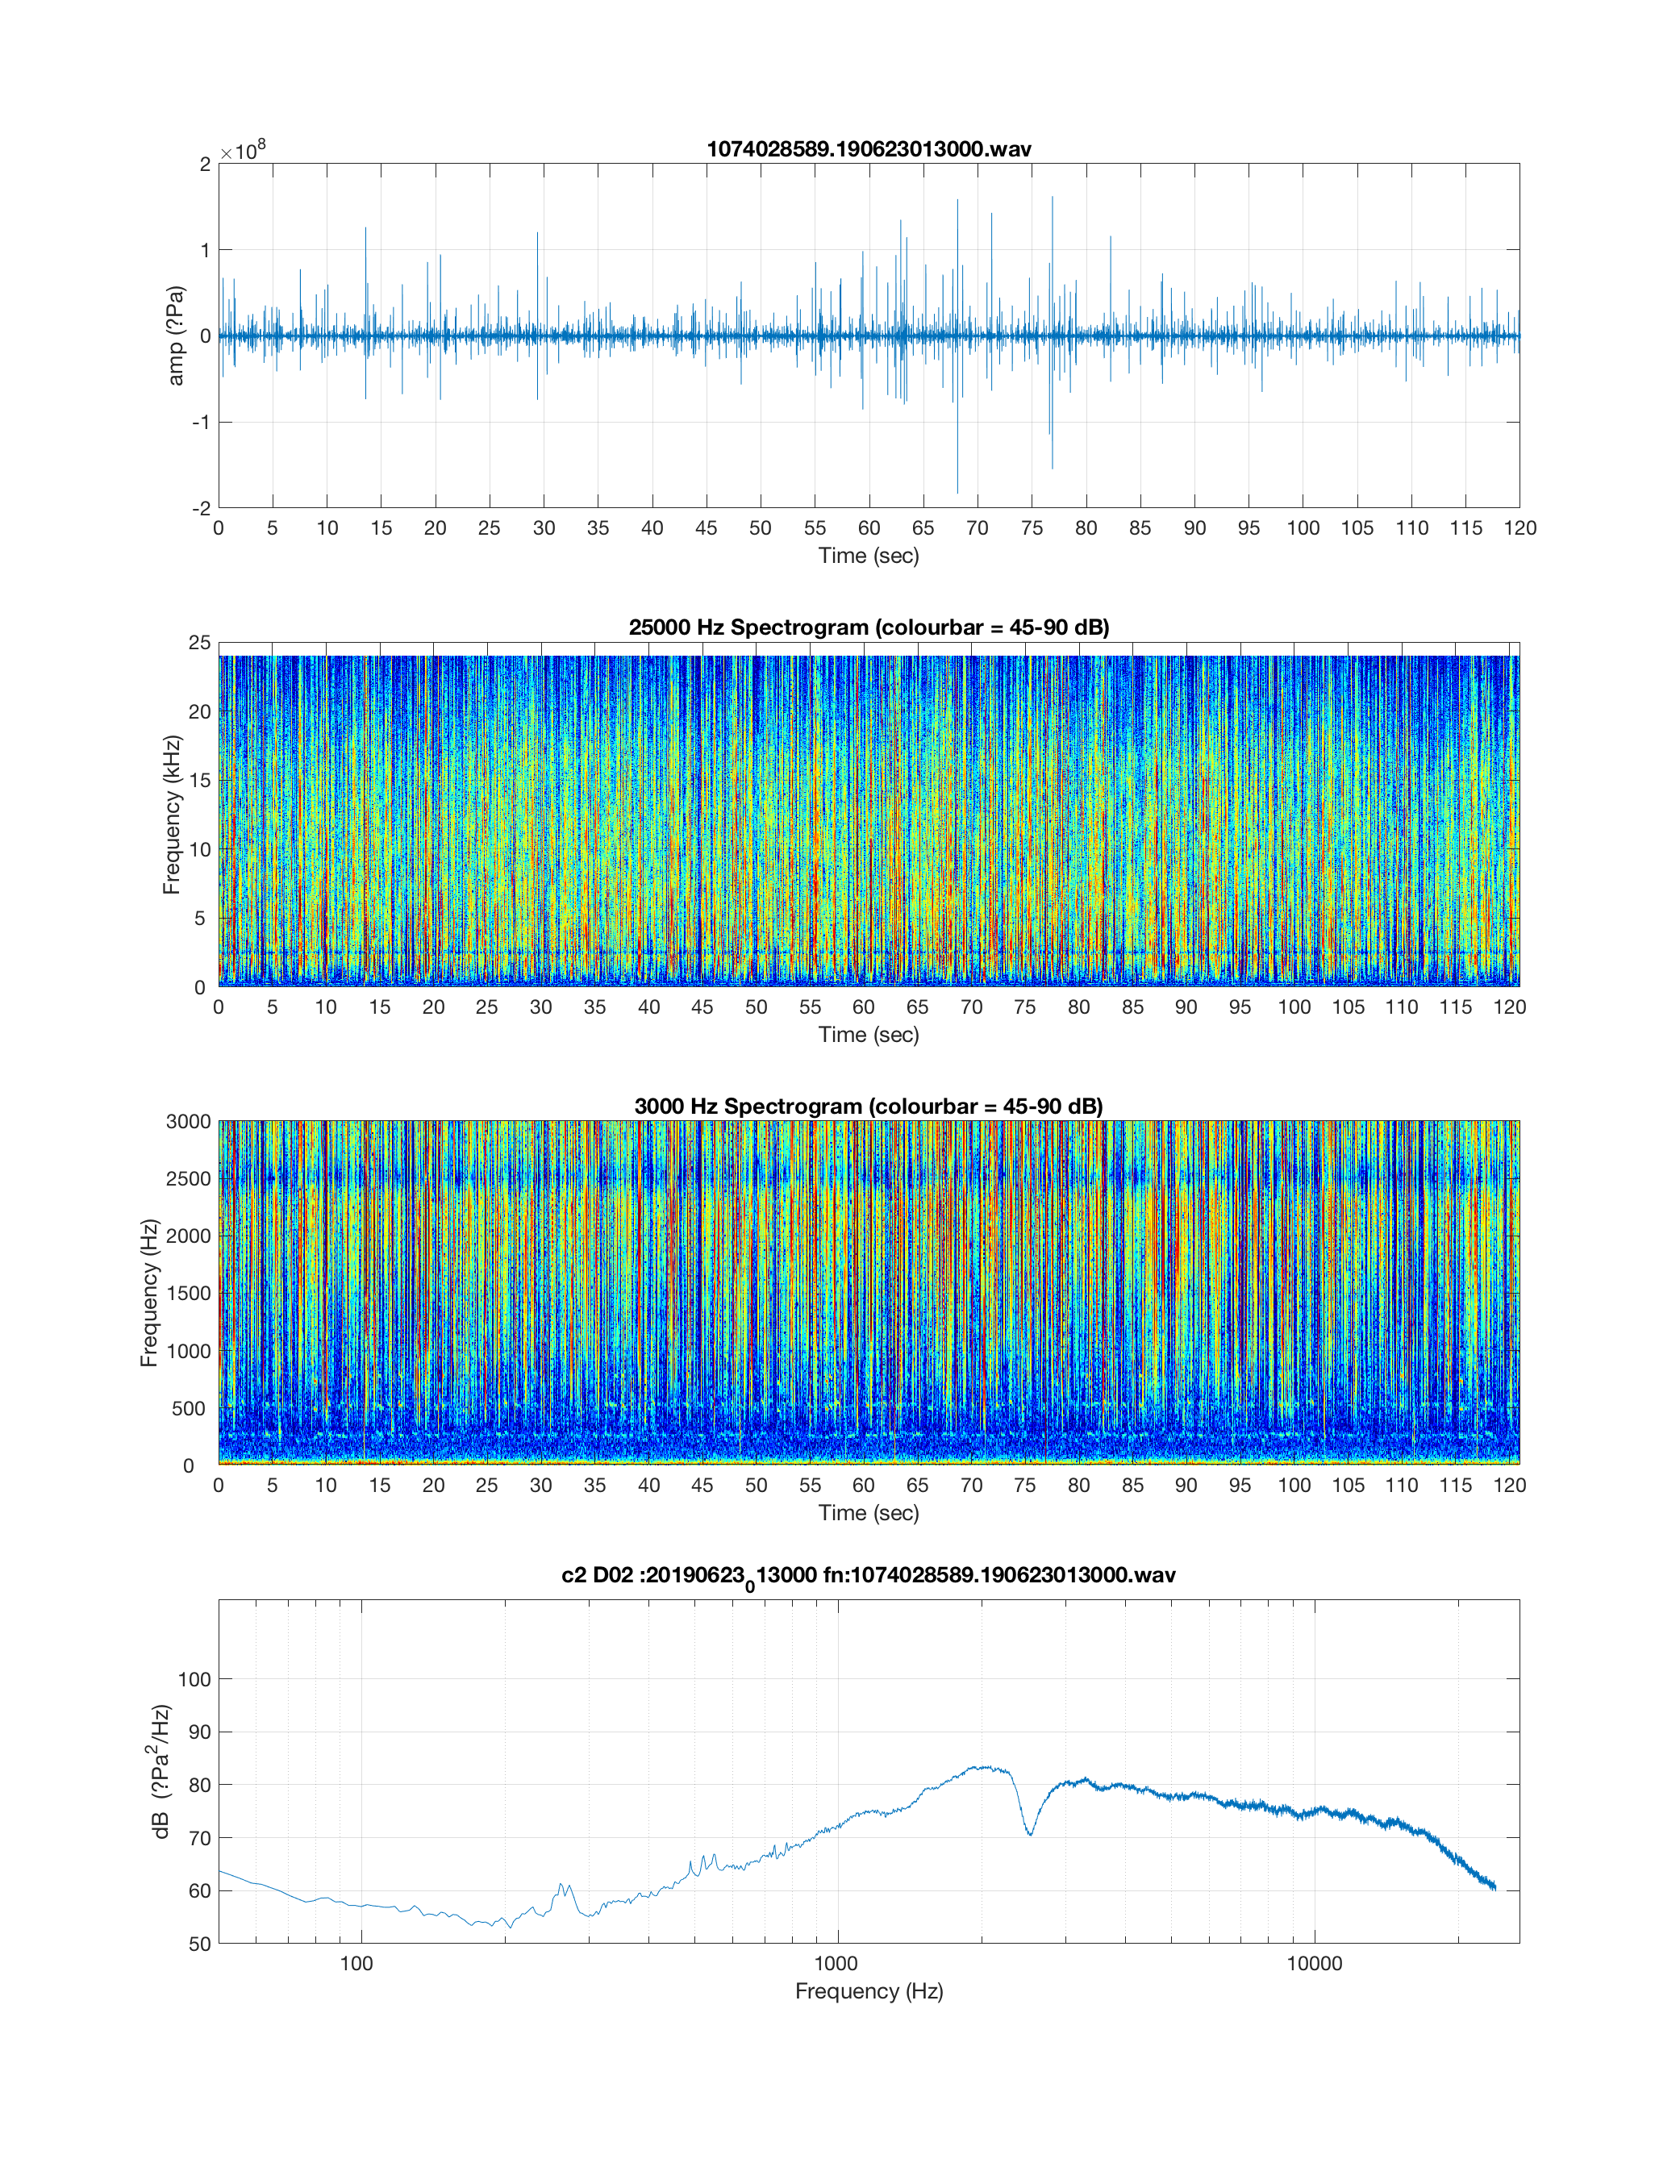 1074028589.190623013000.wav
×10⁸
2
1
0
-1
-2
amp (?Pa)
0 5 10 15 20 25 30 35 40 45 50 55 60 65 70 75 80 85 90 95 100 105 110 115 120
Time (sec)
25000 Hz Spectrogram (colourbar = 45-90 dB)
25
20
15
10
5
0
Frequency (kHz)
0 5 10 15 20 25 30 35 40 45 50 55 60 65 70 75 80 85 90 95 100 105 110 115 120
Time (sec)
3000 Hz Spectrogram (colourbar = 45-90 dB)
3000
2500
2000
1500
1000
500
0
Frequency (Hz)
0 5 10 15 20 25 30 35 40 45 50 55 60 65 70 75 80 85 90 95 100 105 110 115 120
Time (sec)
c2 D02 :20190623₀13000 fn:1074028589.190623013000.wav
100
90
80
70
60
50
dB (?Pa²/Hz)
100 1000 10000
Frequency (Hz)